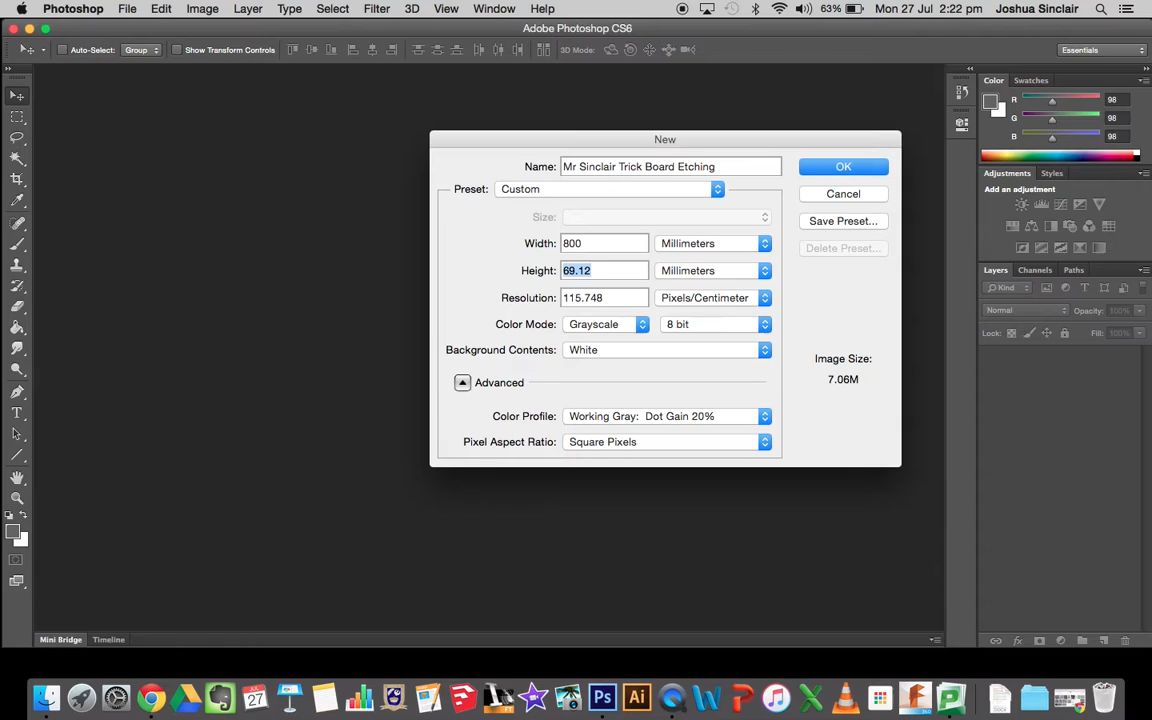 Photoshop File Edit Image Layer Type Select Filter 3D View Window Help 63% Mon 27 Jul 2:22 pm Joshua Sinclair
Adobe Photoshop CS6
Auto-Select: Group Show Transform Controls 3D Mode: Essentials
Color Swatches
R 98
G 98
B 98
Adjustments Styles
Add an adjustment
Layers Channels Paths
Kind
Normal Opacity: 100%
Lock: Fill: 100%
New
Name: Mr Sinclair Trick Board Etching OK
Preset: Custom Cancel
Size: Save Preset...
Width: 800 Millimeters Delete Preset...
Height: 69.12 Millimeters
Resolution: 115.748 Pixels/Centimeter
Color Mode: Grayscale 8 bit
Background Contents: White
Image Size:
7.06M
Advanced
Color Profile: Working Gray: Dot Gain 20%
Pixel Aspect Ratio: Square Pixels
Mini Bridge Timeline
JUL
27
Ps Ai